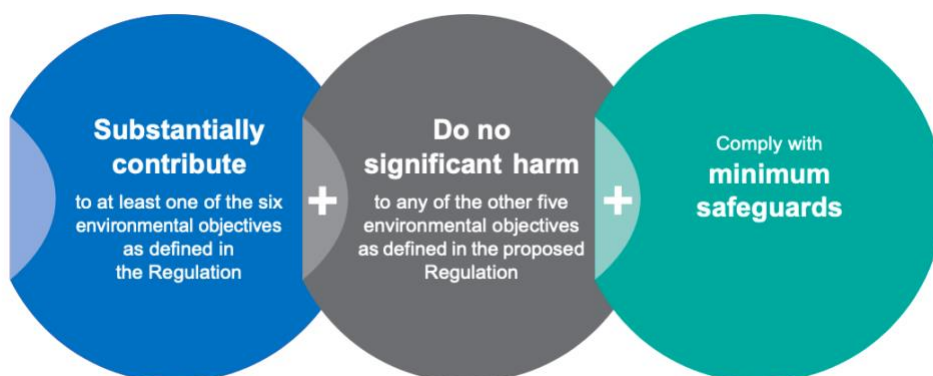 Substantially
contribute
to at least one of the six
environmental objectives
as defined in
the Regulation
+
Do no
significant harm
to any of the other five
environmental objectives
as defined in the proposed
Regulation
+
Comply with
minimum
safeguards